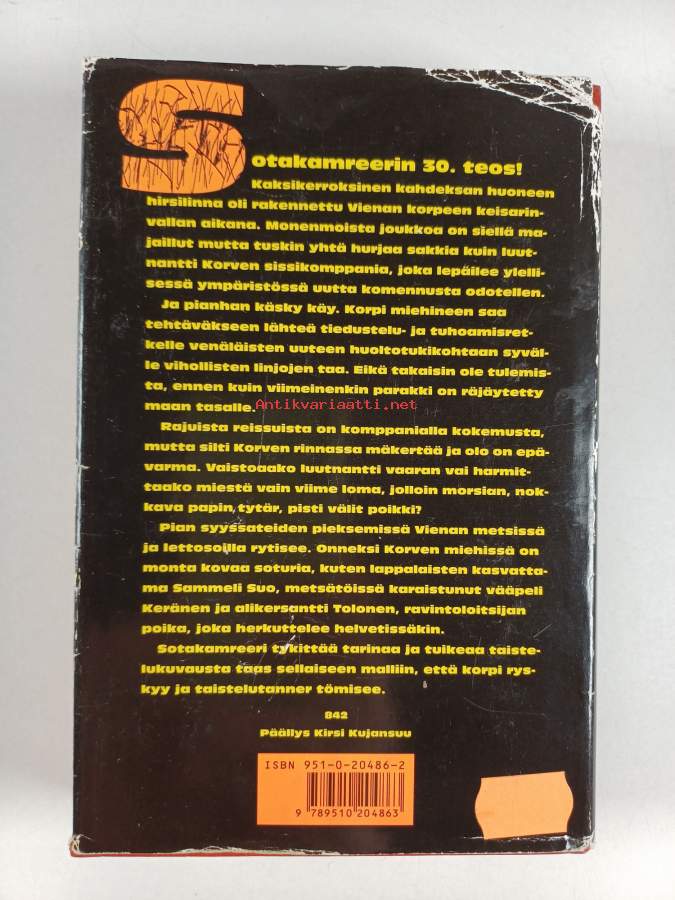 Sotakamreerin 30. teos!
Kaksikerroksinen kahdeksan huoneen
hirsilinna oli rakennettu Vienan korpeen keisarin-
vallan aikana. Monenmoista joukkoa on siellä ma-
jaillut mutta tuskin yhtä hurjaa sakkia kuin luut-
nantti Korven sissikomppania, joka lepäilee ylelli-
sessä ympäristössä uutta komennusta odotellen.
Ja pianhan käsky käy. Korpi miehineen saa
tehtäväkseen lähteä tiedustelu- ja tuhoamisret-
kelle venäläisten uuteen huoltotukikohtaan syväl-
le vihollisten linjojen taa. Eikä takaisin ole tulemis-
ta, ennen kuin viimeinenkin parakki on räjäytetty
maan tasalle.
Antikvariaatti.net
Rajuista reissuista on komppanialla kokemusta,
mutta silti Korven rinnassa mäkertää ja olo on epä-
varma. Vaistoaako luutnantti vaaran vai harmit-
taako miestä vain viime loma, jolloin morsian, nok-
kava papin tytär, pisti välit poikki?
Pian syyssateiden pieksemissä Vienan metsissä
ja lettosoilla rytisee. Onneksi Korven miehissä on
monta kovaa soturia, kuten lappalaisten kasvatta-
ma Sammeli Suo, metsätöissä karaistunut vääpeli
Keränen ja alikersantti Tolonen, ravintoloitsijan
poika, joka herkuttelee helvetissäkin.
Sotakamreeri tykittää tarinaa ja tuikeaa taiste-
lukuvausta taas sellaiseen malliin, että korpi rys-
kyy ja taistelutanner tömisee.
842
Päällys Kirsi Kujansuu
ISBN 951-0-20486-2
9 789510 204863